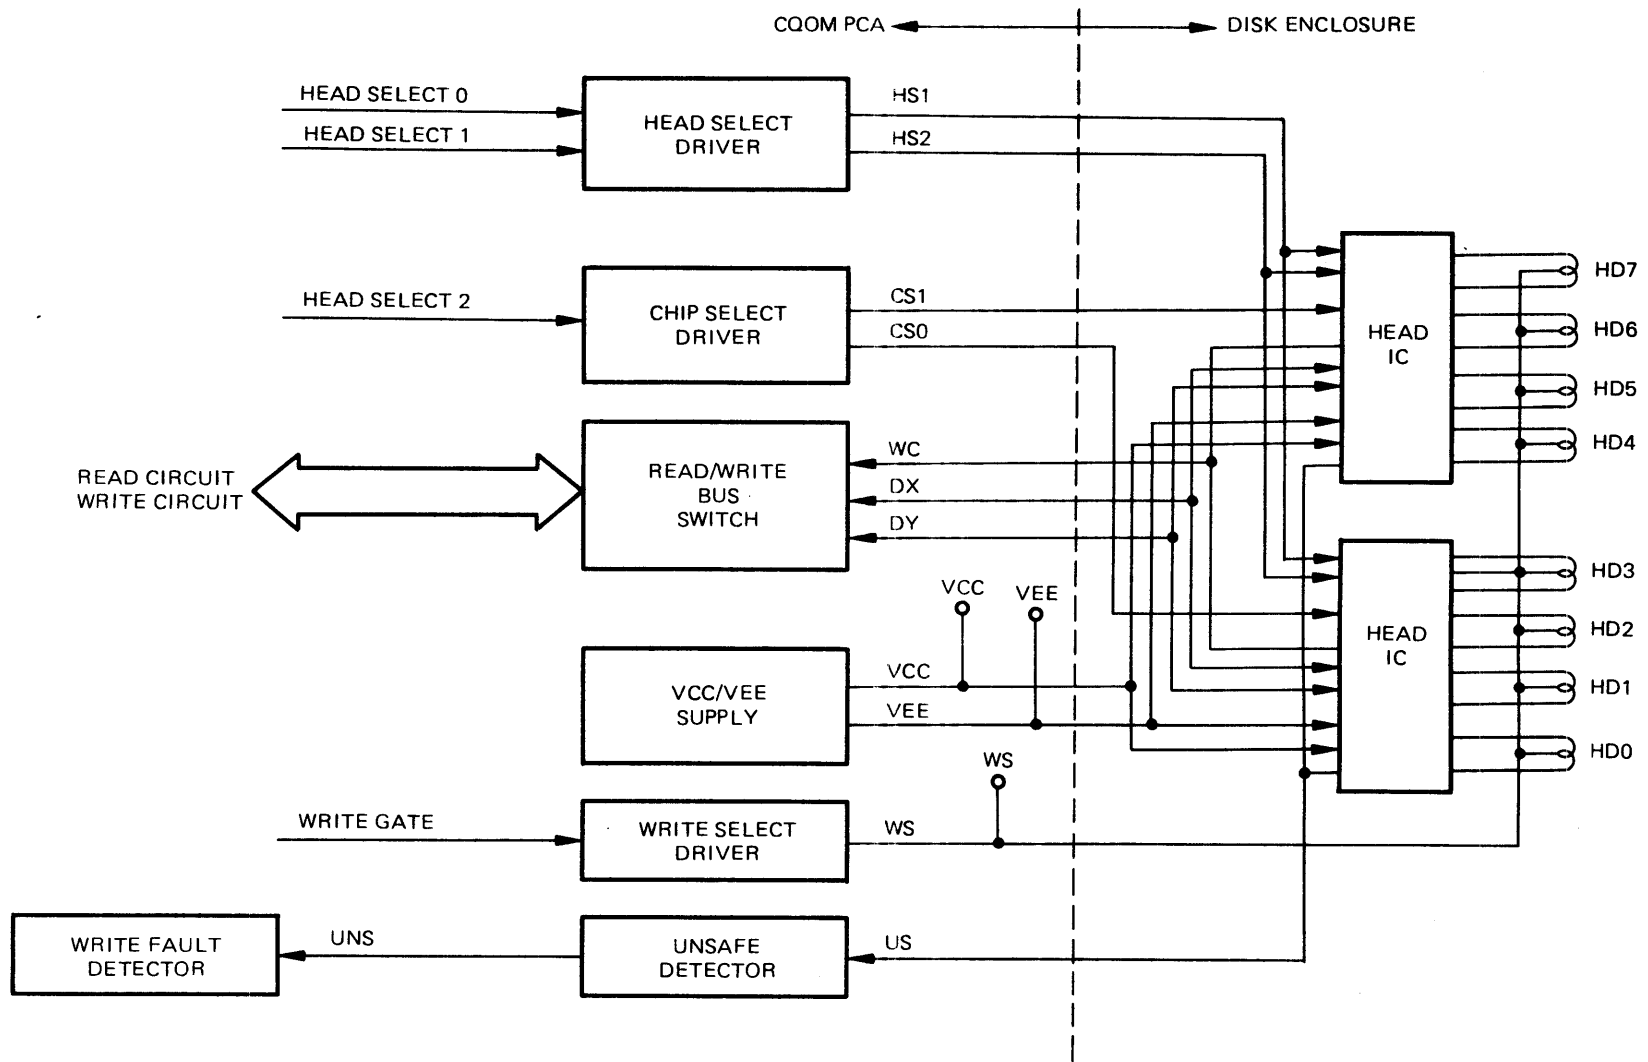 CQOM PCA
DISK ENCLOSURE
HEAD SELECT 0
HEAD SELECT 1
HEAD SELECT
DRIVER
HS1
HS2
HEAD SELECT 2
CHIP SELECT
DRIVER
CS1
CS0
HEAD
IC
HD7
HD6
HD5
HD4
READ CIRCUIT
WRITE CIRCUIT
READ/WRITE
BUS
SWITCH
WC
DX
DY
VCC
VEE
HEAD
IC
HD3
HD2
HD1
HD0
VCC/VEE
SUPPLY
VCC
VEE
WS
WRITE GATE
WRITE SELECT
DRIVER
WS
WRITE FAULT
DETECTOR
UNS
UNSAFE
DETECTOR
US